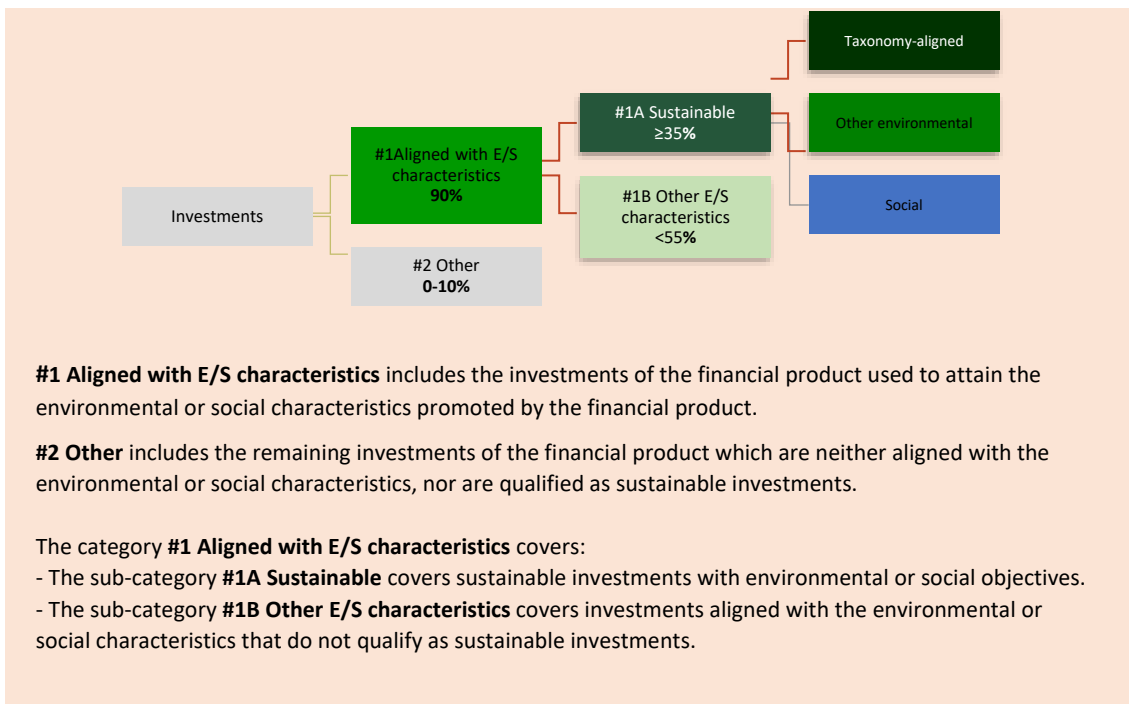 Taxonomy-aligned
#1A Sustainable
≥35%
Other environmental
#1Aligned with E/S
characteristics
90%
#1B Other E/S
characteristics
<55%
Investments
Social
#2 Other
0-10%
#1 Aligned with E/S characteristics includes the investments of the financial product used to attain the
environmental or social characteristics promoted by the financial product.
#2 Other includes the remaining investments of the financial product which are neither aligned with the
environmental or social characteristics, nor are qualified as sustainable investments.
The category #1 Aligned with E/S characteristics covers:
- The sub-category #1A Sustainable covers sustainable investments with environmental or social objectives.
- The sub-category #1B Other E/S characteristics covers investments aligned with the environmental or
social characteristics that do not qualify as sustainable investments.